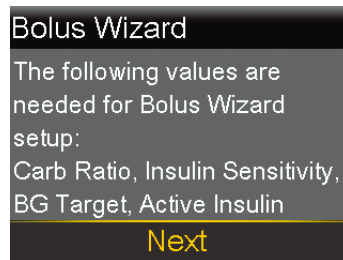 Bolus Wizard
The following values are
needed for Bolus Wizard
setup:
Carb Ratio, Insulin Sensitivity,
BG Target, Active Insulin
Next